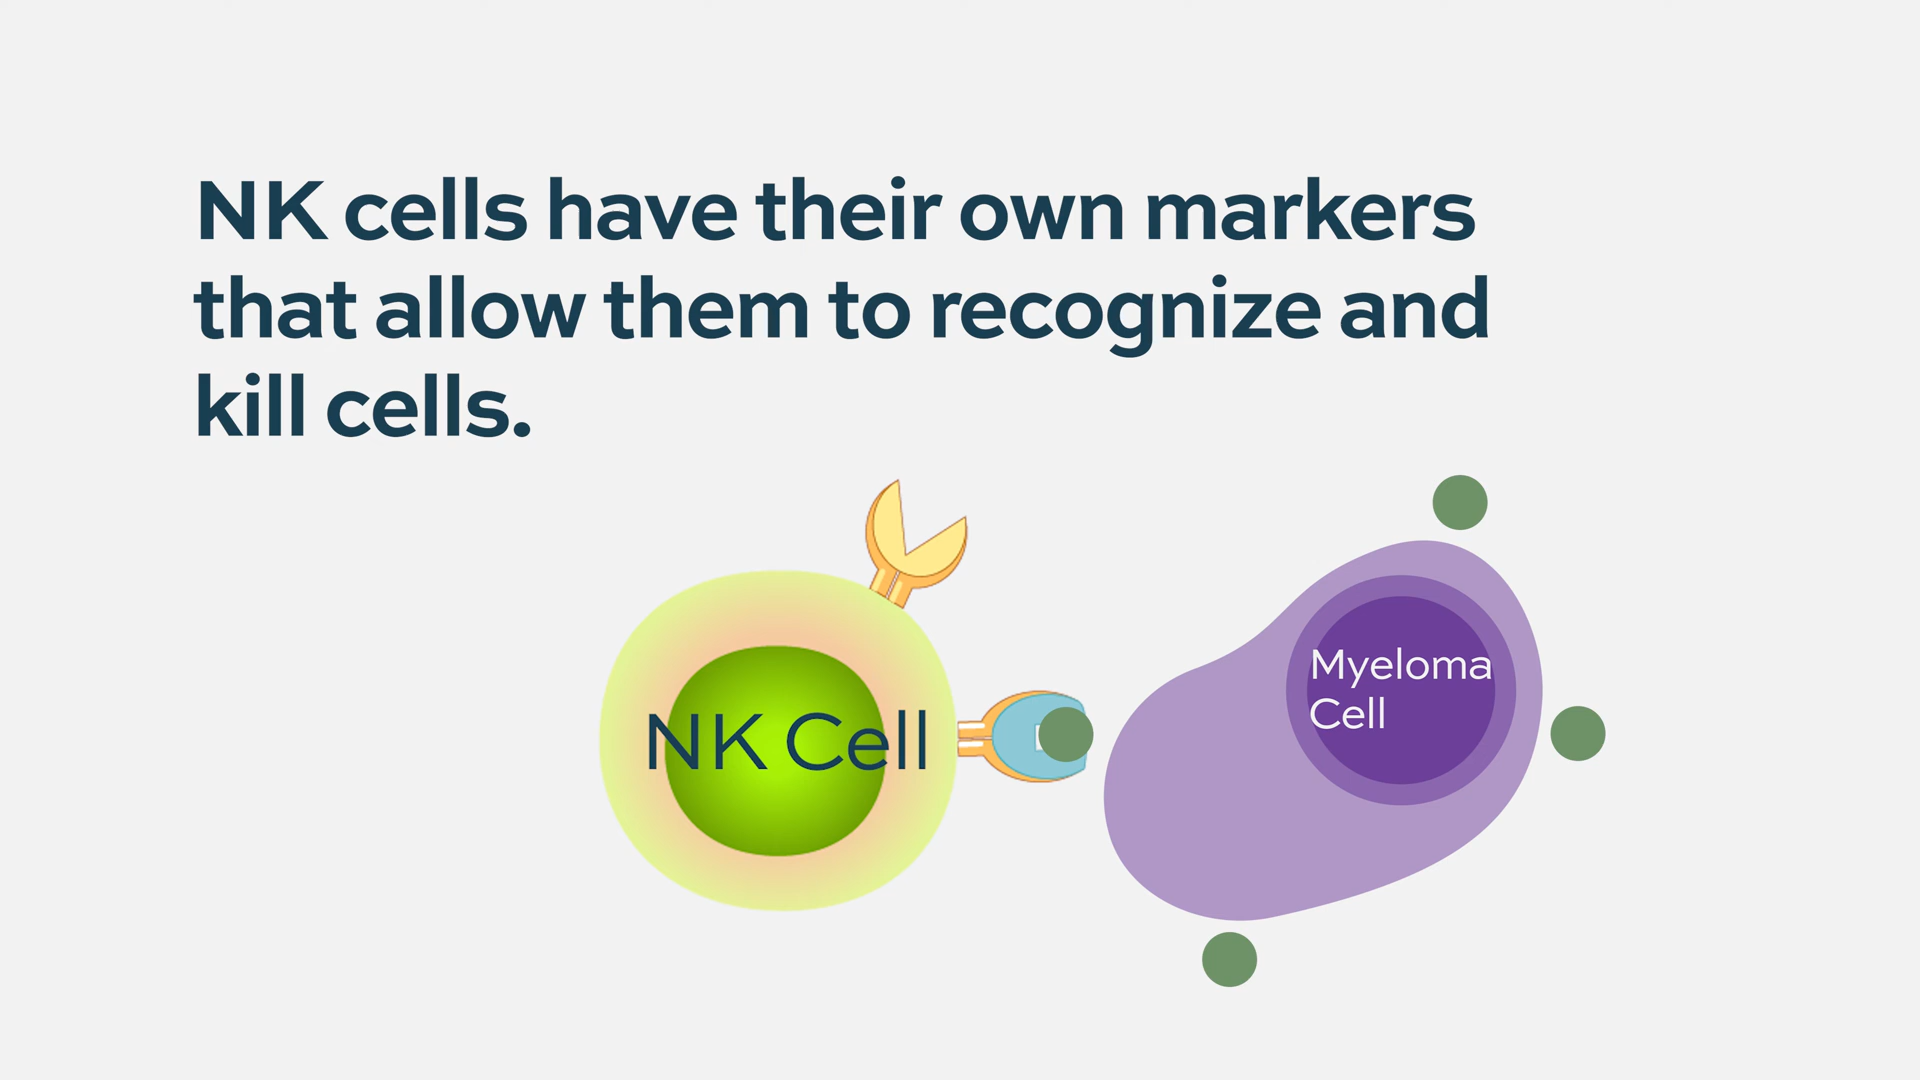 NK cells have their own markers
that allow them to recognize and
kill cells.
NK Cell
Myeloma
Cell